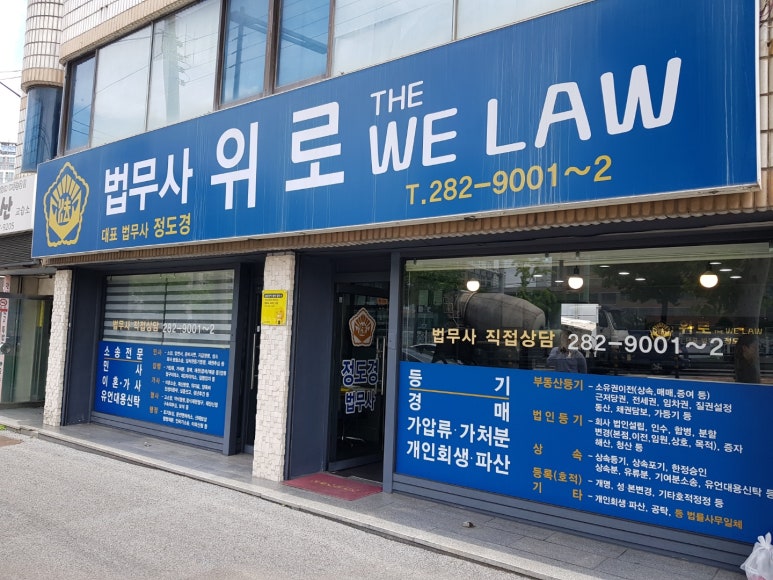 법무사 위로 THE WE LAW
대표 법무사 정도경
T.282-9001~2
법무사 직접상담 282-9001~2
소송전문
민사
이혼·가사
유언대용신탁
정도경
법무사
법무사 직접상담 282-9001~2
위로 THE WE LAW
등기
경매
가압류·가처분
개인회생·파산
부동산등기 - 소유권이전(상속,매매,증여 등)
근저당권, 전세권, 임차권, 질권설정
동산, 채권담보, 가등기 등
법인등기 - 회사 법인설립, 인수, 합병, 분할
변경(본점,이전,임원,상호, 목적), 증자
해산, 청산 등
상속 - 상속등기, 상속포기, 한정승인
상속분, 유류분, 기여분소송, 유언대용신탁 등
등록(호적) - 개명, 성 본변경, 기타호적정정 등
기타 - 개인회생 파산, 공탁, 등 법률사무일체